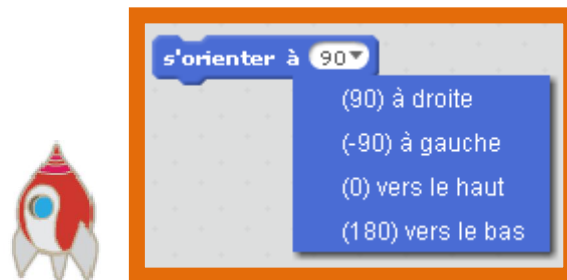 s'orienter à 90
(90) à droite
(-90) à gauche
(0) vers le haut
(180) vers le bas